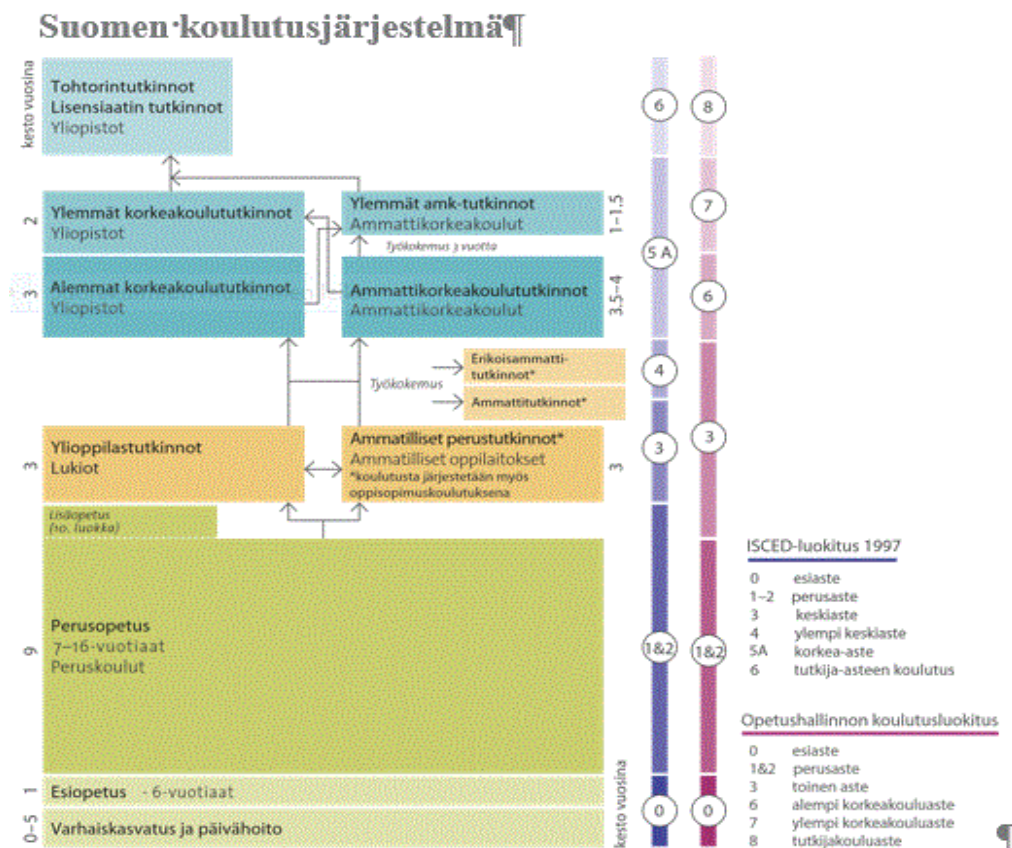 Suomen·koulutusjärjestelmä¶
kesto vuosina
Tohtorintutkinnot
Lisensiaatin tutkinnot
Yliopistot
6
8
2
Ylemmät korkeakoulututkinnot
Yliopistot
Ylemmät amk-tutkinnot
Ammattikorkeakoulut
1–1.5
7
Työkokemus 3 vuotta
5 A
3
Alemmat korkeakoulututkinnot
Yliopistot
Ammattikorkeakoulututkinnot
Ammattikorkeakoulut
3.5–4
6
Työkokemus
Erikoisammatti-
tutkinnot*
Ammattitutkinnot*
4
3
Ylioppilastutkinnot
Lukiot
Ammatilliset perustutkinnot*
Ammatilliset oppilaitokset
*koulutusta järjestetään myös
oppisopimuskoulutuksena
3
3
3
Lisäopetus
(10. luokka)
9
Perusopetus
7–16-vuotiaat
Peruskoulut
1&2
1&2
ISCED-luokitus 1997
0 esiaste
1–2 perusaste
3 keskiaste
4 ylempi keskiaste
5A korkea-aste
6 tutkija-asteen koulutus
Opetushallinnon koulutusluokitus
0 esiaste
1&2 perusaste
3 toinen aste
6 alempi korkeakouluaste
7 ylempi korkeakouluaste
8 tutkijakouluaste
¶
1
Esiopetus - 6-vuotiaat
0–5
Varhaiskasvatus ja päivähoito
kesto vuosina
0
0